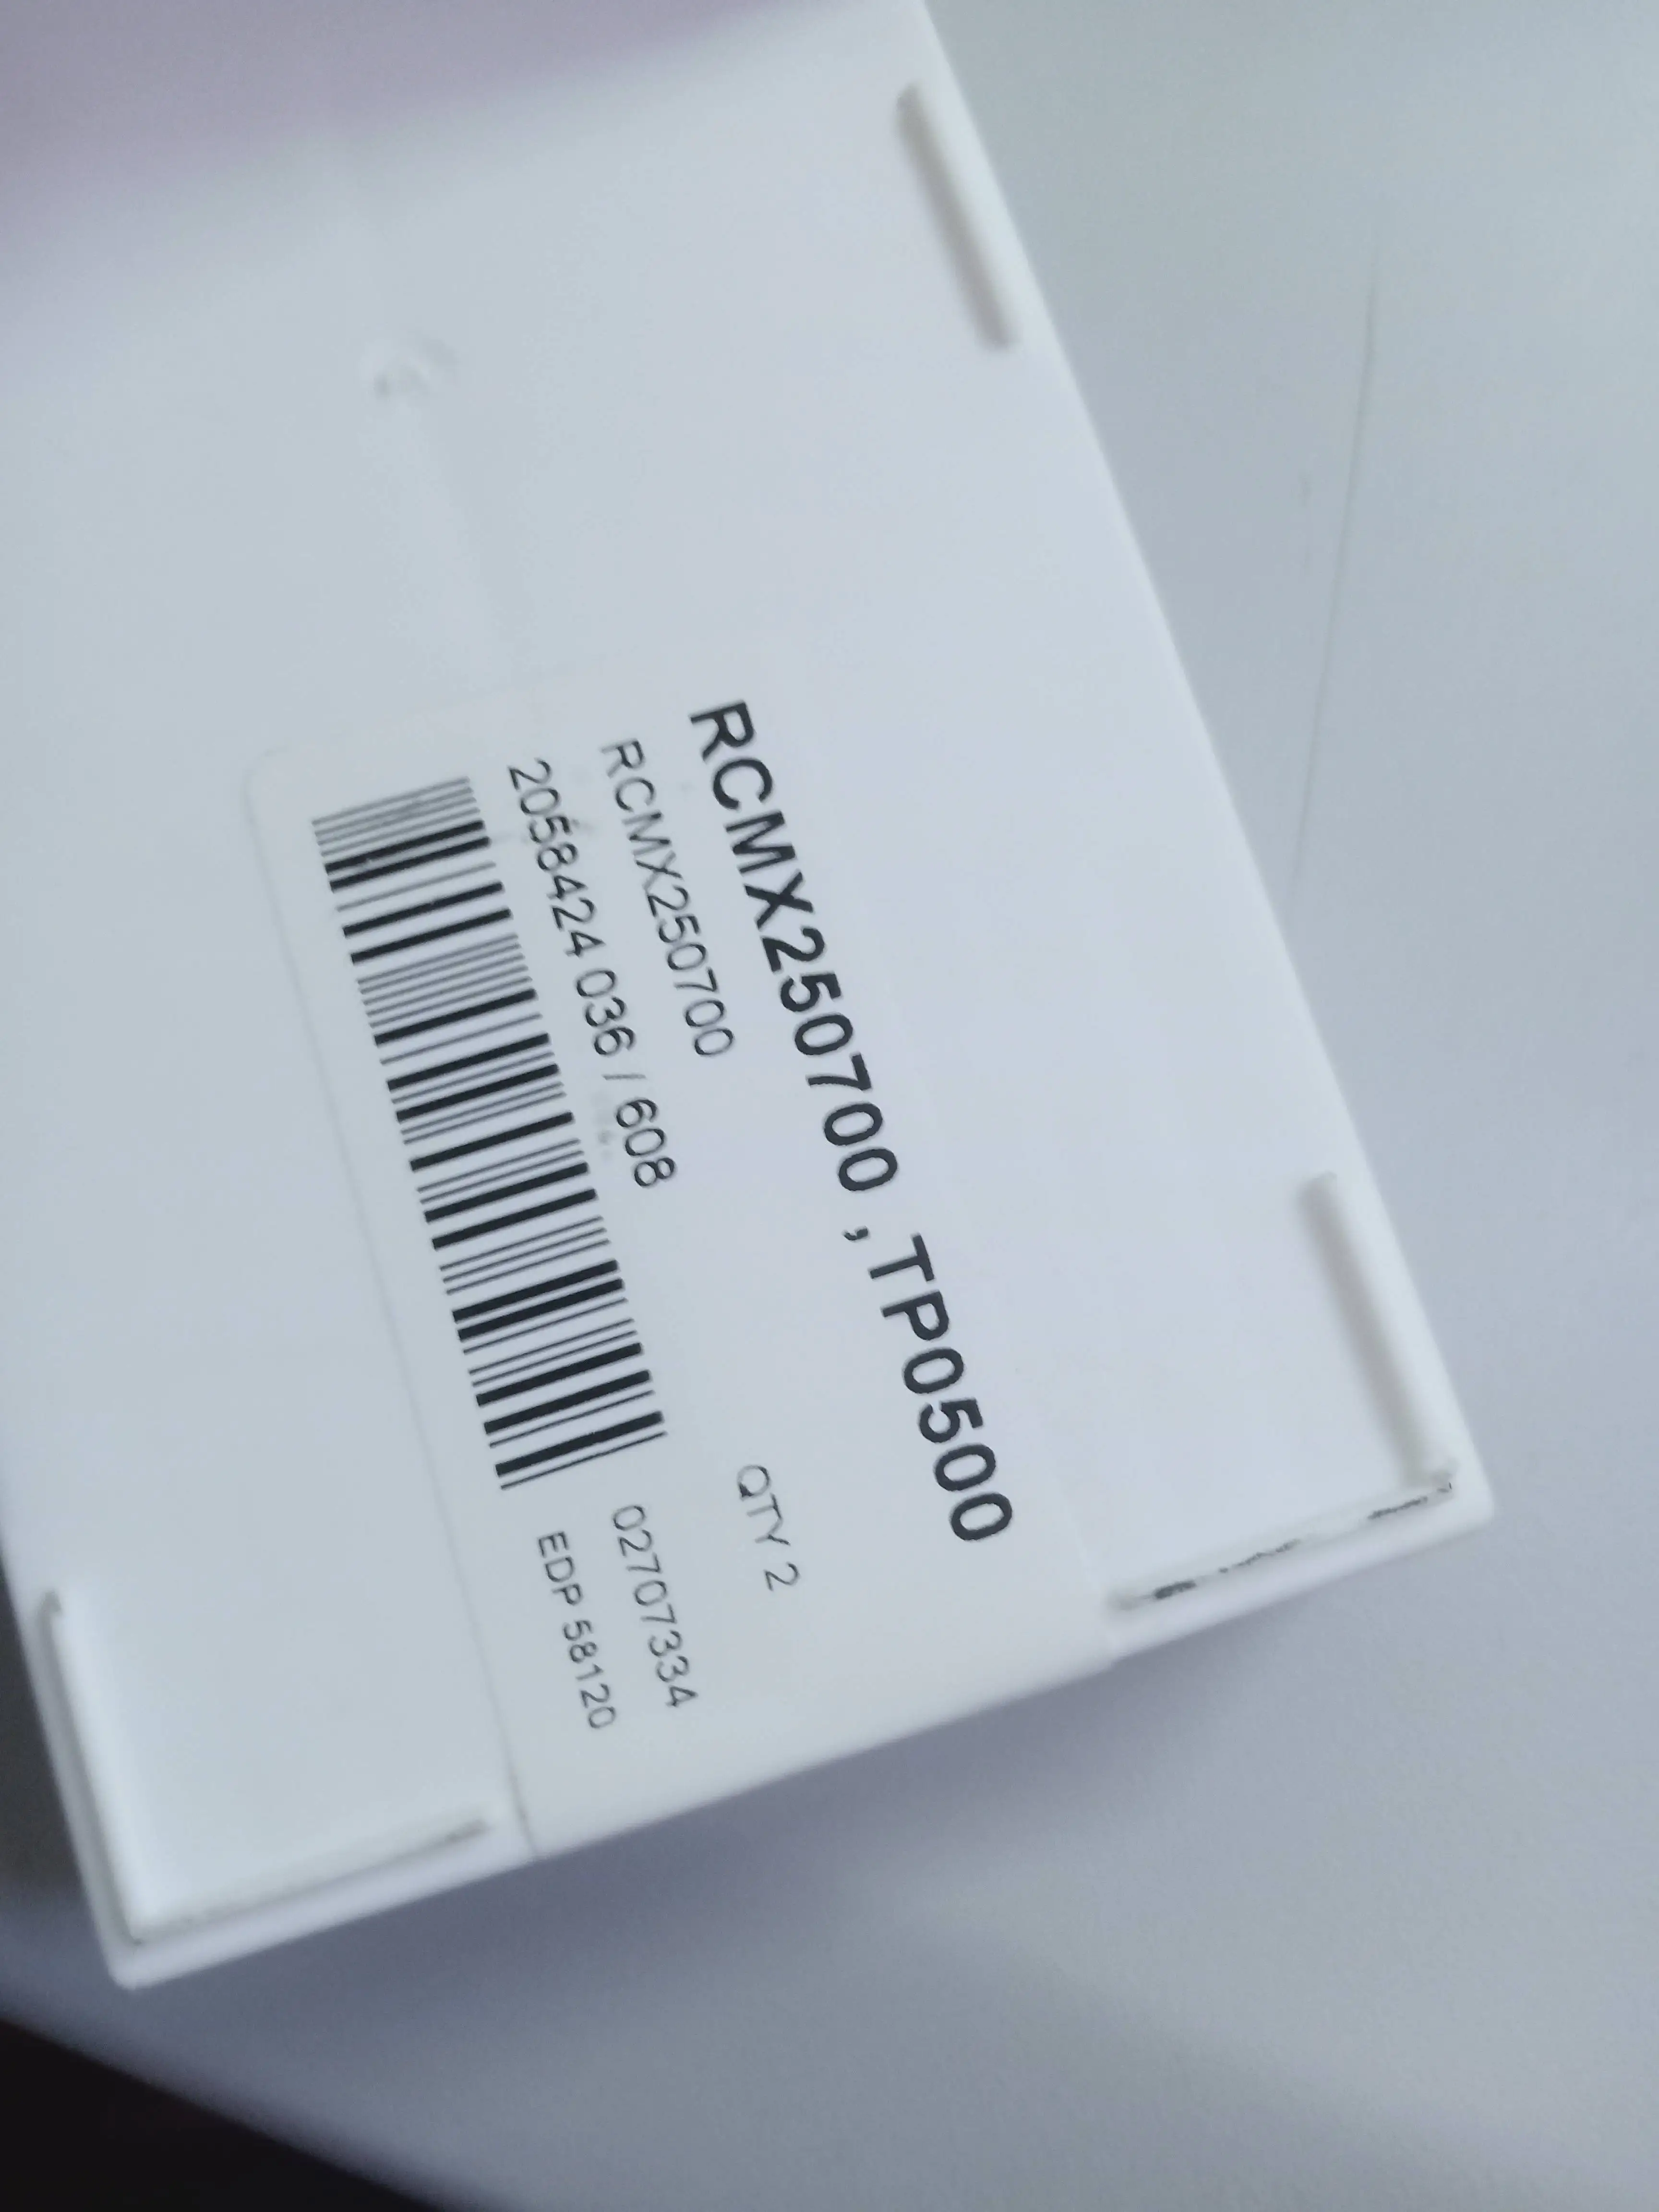 RCMX250700 ,TP0500
RCMX250700
QTY 2
2058424 036 / 608
02707334
EDP 58120